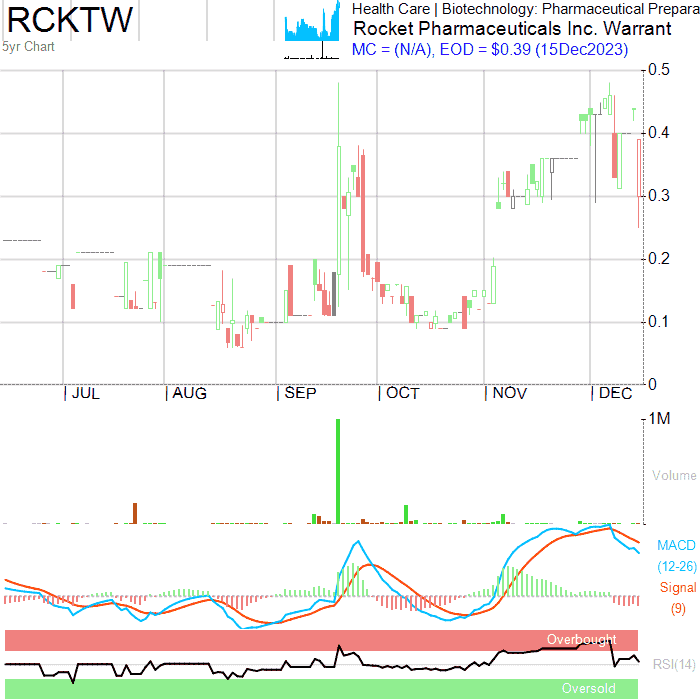 RCKTW
5yr Chart
Health Care | Biotechnology: Pharmaceutical Prepara
Rocket Pharmaceuticals Inc. Warrant
MC = (N/A), EOD = $0.39 (15Dec2023)
0.5
0.4
0.3
0.2
0.1
0
JUL AUG SEP OCT NOV DEC
1M
Volume
MACD
(12-26)
Signal
(9)
Overbought
RSI(14)
Oversold